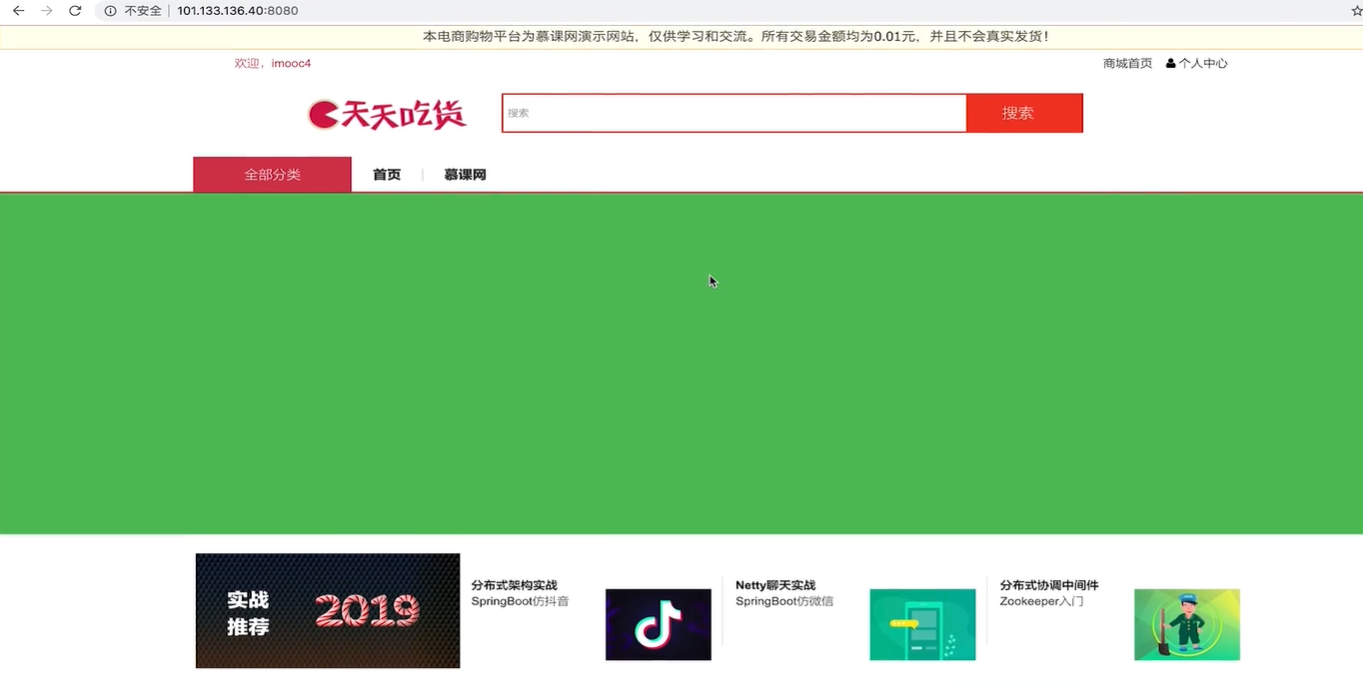 不安全 101.133.136.40:8080
本电商购物平台为慕课网演示网站，仅供学习和交流。所有交易金额均为0.01元，并且不会真实发货！
欢迎，imooc4
商城首页 个人中心
天天吃货
搜索
搜索
全部分类 首页 慕课网
实战
推荐
2019
分布式架构实战
SpringBoot仿抖音
Netty聊天实战
SpringBoot仿微信
分布式协调中间件
Zookeeper入门